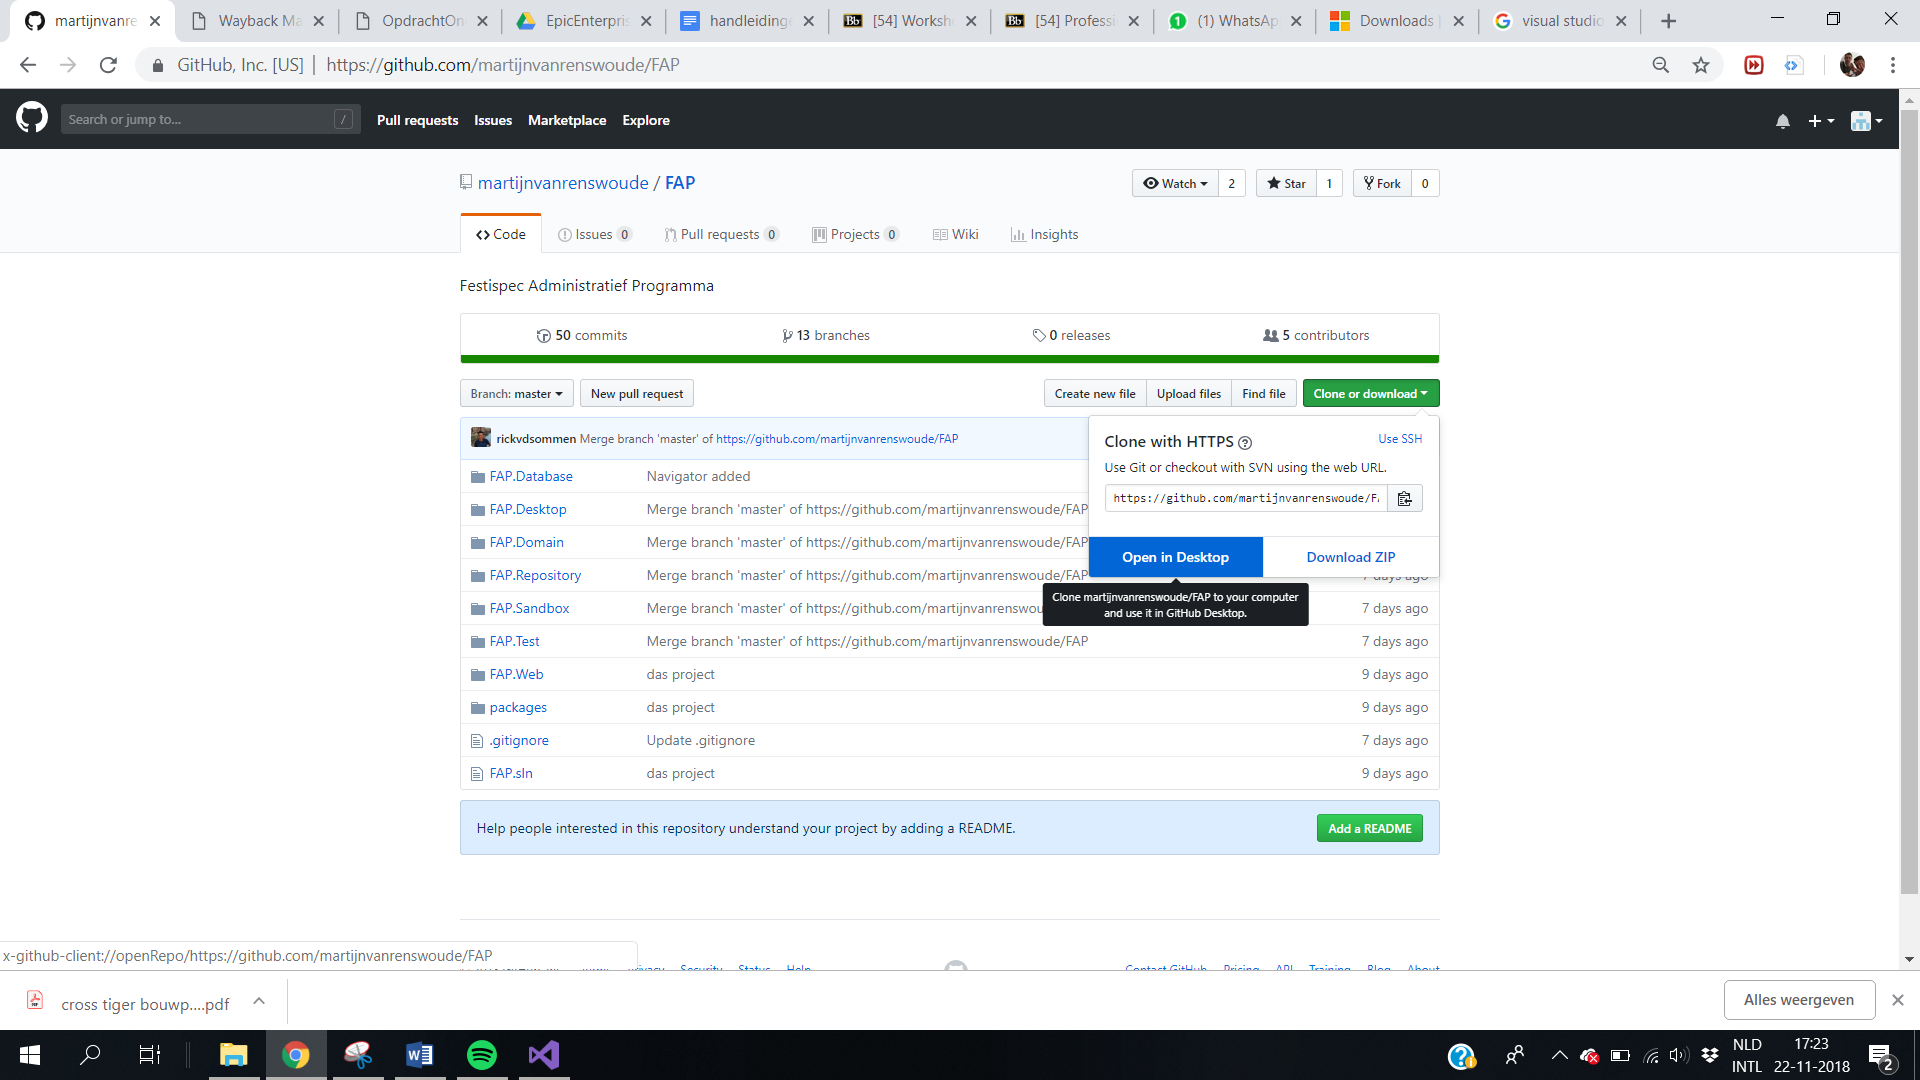 martijnvanre
Wayback Ma
OpdrachtOn
EpicEnterpris
handleidinge
[54] Worksho
[54] Professi
(1) WhatsAp
Downloads |
visual studio
GitHub, Inc. [US] | https://github.com/martijnvanrenswoude/FAP
Search or jump to...
/
Pull requests
Issues
Marketplace
Explore
martijnvanrenswoude / FAP
Watch
2
Star
1
Fork
0
Code
Issues 0
Pull requests 0
Projects 0
Wiki
Insights
Festispec Administratief Programma
50 commits
13 branches
0 releases
5 contributors
Branch: master
New pull request
Create new file
Upload files
Find file
Clone or download
rickvdsommen Merge branch 'master' of https://github.com/martijnvanrenswoude/FAP
Clone with HTTPS
Use SSH
Use Git or checkout with SVN using the web URL.
https://github.com/martijnvanrenswoude/F
Open in Desktop
Download ZIP
Clone martijnvanrenswoude/FAP to your computer
and use it in GitHub Desktop.
FAP.Database Navigator added
FAP.Desktop Merge branch 'master' of https://github.com/martijnvanrenswoude/FAP
FAP.Domain Merge branch 'master' of https://github.com/martijnvanrenswoude/FAP
FAP.Repository Merge branch 'master' of https://github.com/martijnvanrenswoude/FAP 7 days ago
FAP.Sandbox Merge branch 'master' of https://github.com/martijnvanrenswou 7 days ago
FAP.Test Merge branch 'master' of https://github.com/martijnvanrenswoude/FAP 7 days ago
FAP.Web das project 9 days ago
packages das project 9 days ago
.gitignore Update .gitignore 7 days ago
FAP.sln das project 9 days ago
Help people interested in this repository understand your project by adding a README.
Add a README
x-github-client://openRepo/https://github.com/martijnvanrenswoude/FAP
Security Status Help
Contact GitHub Pricing API Training Blog About
cross tiger bouwp....pdf
Alles weergeven
NLD
INTL
17:23
22-11-2018
2